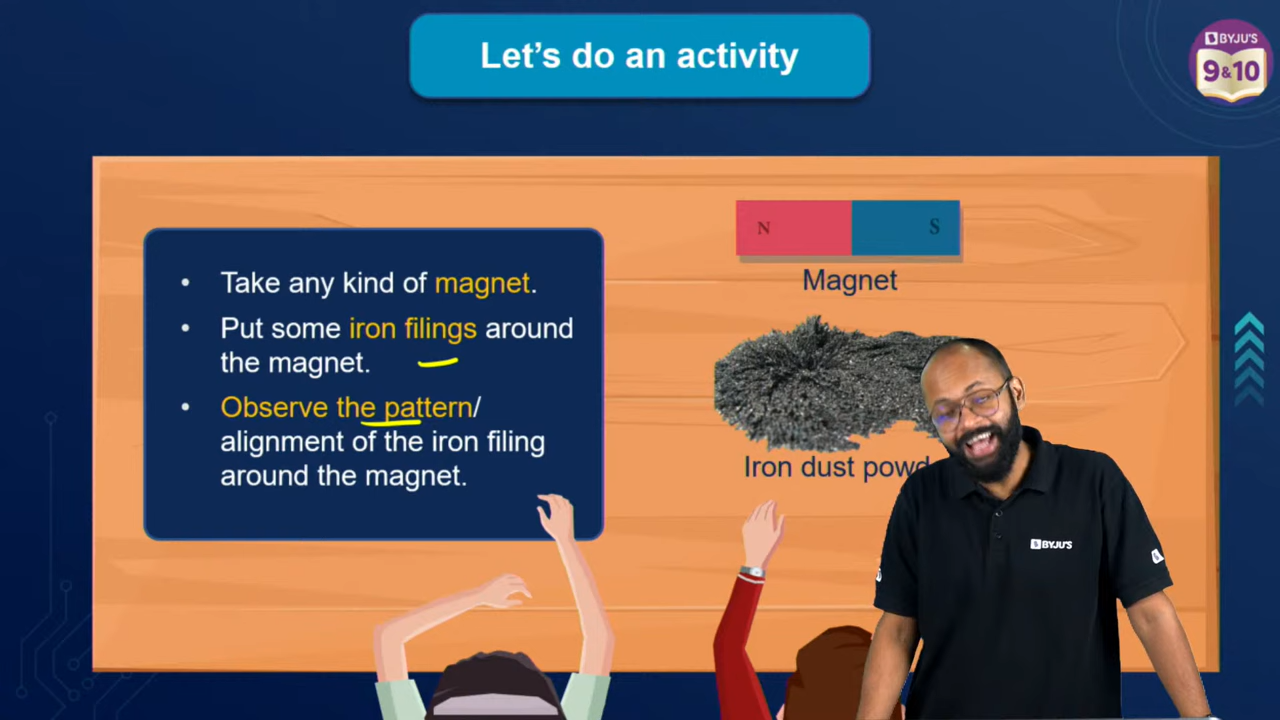 Let's do an activity
BYJU'S
9&10
• Take any kind of magnet.
• Put some iron filings around
the magnet.
• Observe the pattern/
alignment of the iron filing
around the magnet.
N S
Magnet
Iron dust powd
BYJU'S